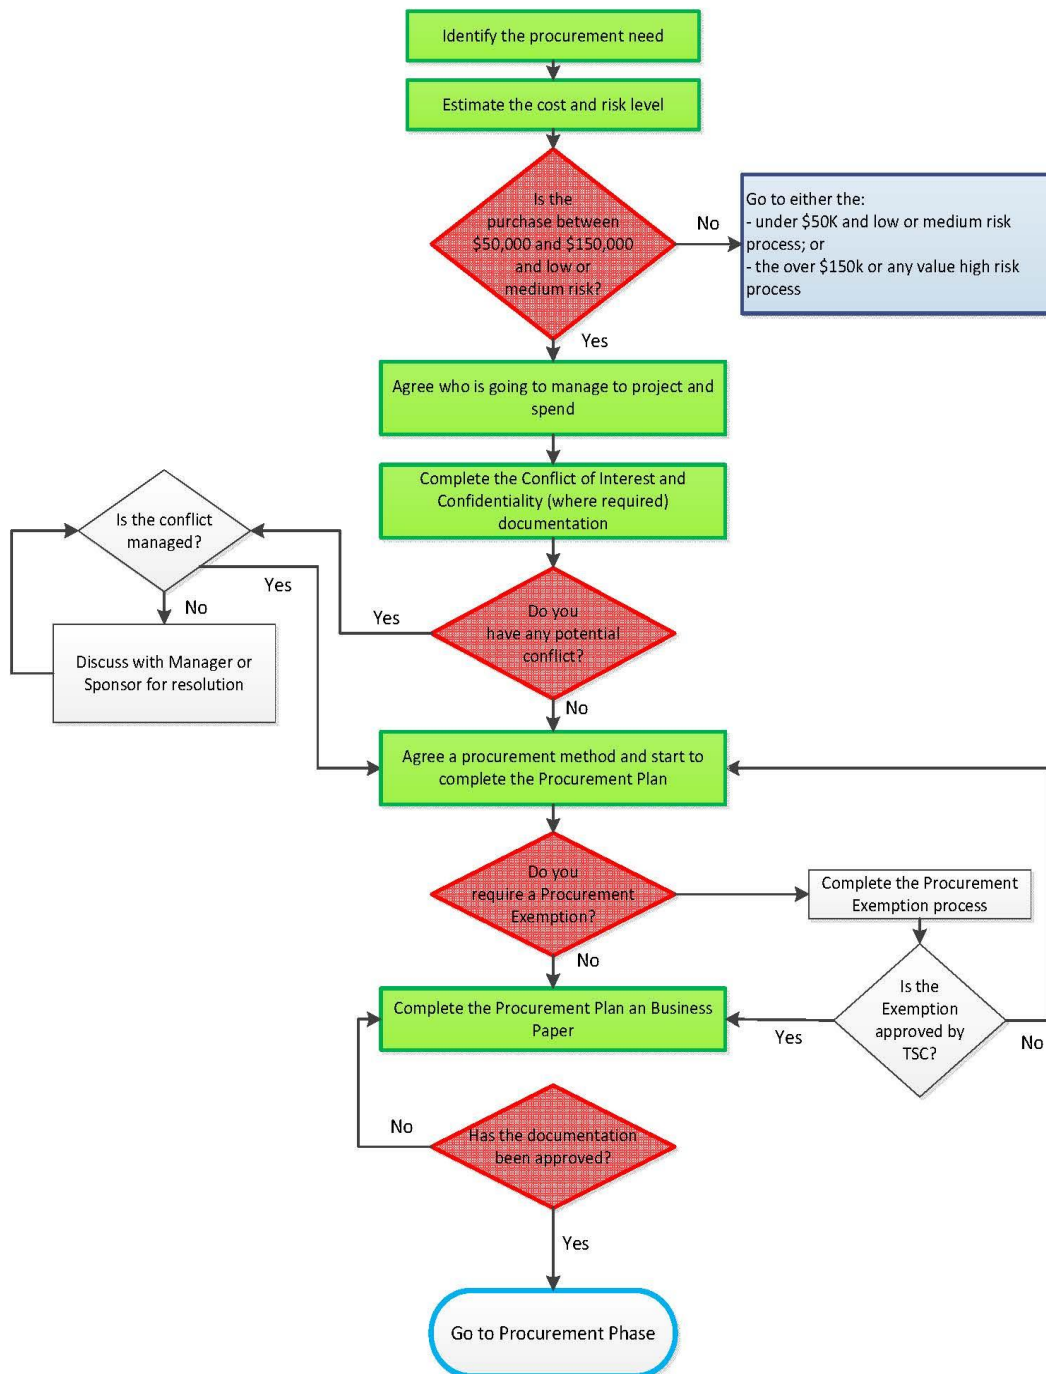 Identify the procurement need
Estimate the cost and risk level
Is the
purchase between
$50,000 and $150,000
and low or
medium risk?
No
Go to either the:
- under $50K and low or medium risk
process; or
- the over $150k or any value high risk
process
Yes
Agree who is going to manage to project and
spend
Complete the Conflict of Interest and
Confidentiality (where required)
documentation
Is the conflict
managed?
Yes
No
Discuss with Manager or
Sponsor for resolution
Yes
Do you
have any potential
conflict?
No
Agree a procurement method and start to
complete the Procurement Plan
Do you
require a Procurement
Exemption?
Complete the Procurement
Exemption process
No
Is the
Exemption
approved by
TSC?
Yes
No
Complete the Procurement Plan an Business
Paper
No
Has the documentation
been approved?
Yes
Go to Procurement Phase